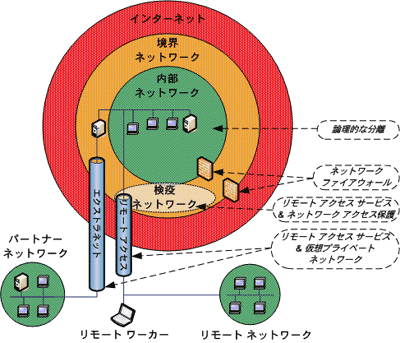 インターネット
境界
ネットワーク
内部
ネットワーク
論理的な分離
ネットワーク
ファイアウォール
検疫
ネットワーク
リモート アクセス サービス
& ネットワーク アクセス保護
エクストラネット
リモート アクセス
リモート アクセス サービス
& 仮想プライベート
ネットワーク
パートナー
ネットワーク
リモート ワーカー
リモート ネットワーク